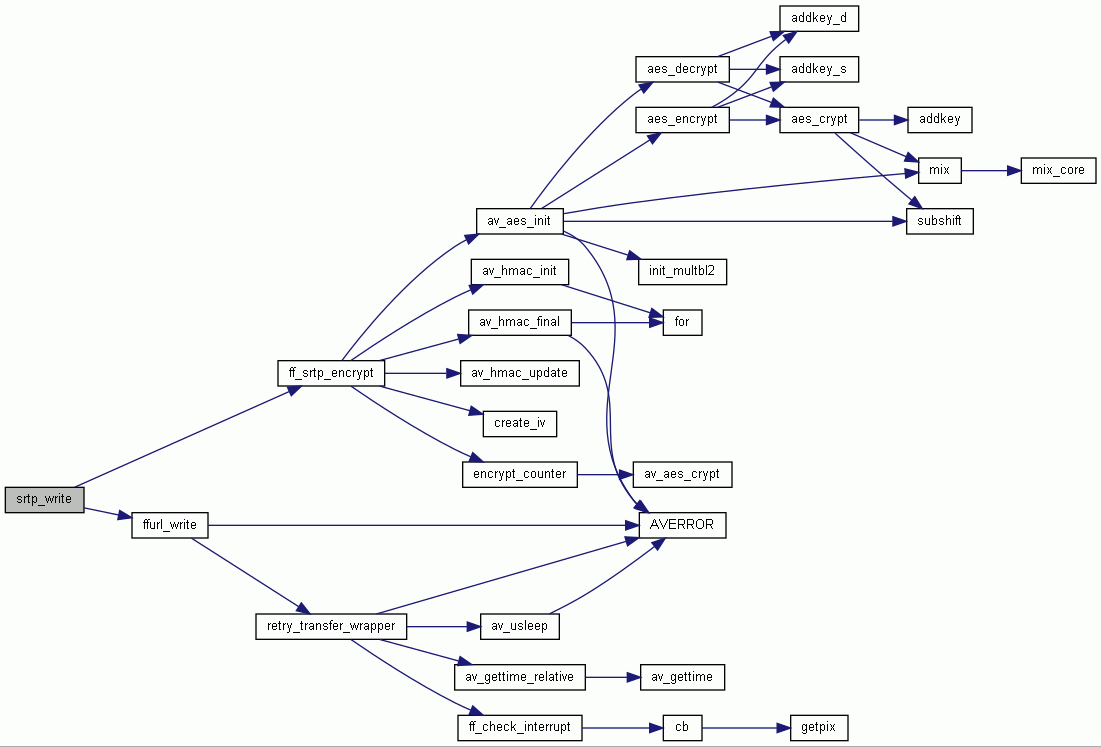 addkey_d
aes_decrypt
addkey_s
aes_encrypt
aes_crypt
addkey
mix
mix_core
av_aes_init
subshift
av_hmac_init
init_multbl2
av_hmac_final
for
ff_srtp_encrypt
av_hmac_update
create_iv
encrypt_counter
av_aes_crypt
srtp_write
ffurl_write
AVERROR
retry_transfer_wrapper
av_usleep
av_gettime_relative
av_gettime
ff_check_interrupt
cb
getpix